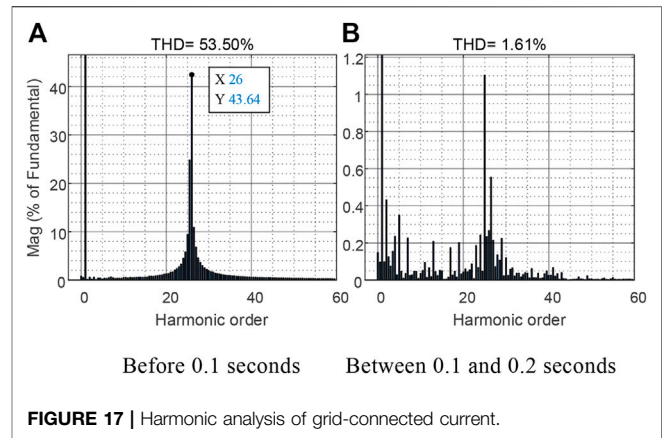 A
THD= 53.50%
Mag (% of Fundamental)
40
30
20
10
0
X 26
Y 43.64
0 20 40 60
Harmonic order
Before 0.1 seconds
B
THD= 1.61%
1.2
1
0.8
0.6
0.4
0.2
0
0 20 40 60
Harmonic order
Between 0.1 and 0.2 seconds
FIGURE 17 | Harmonic analysis of grid-connected current.